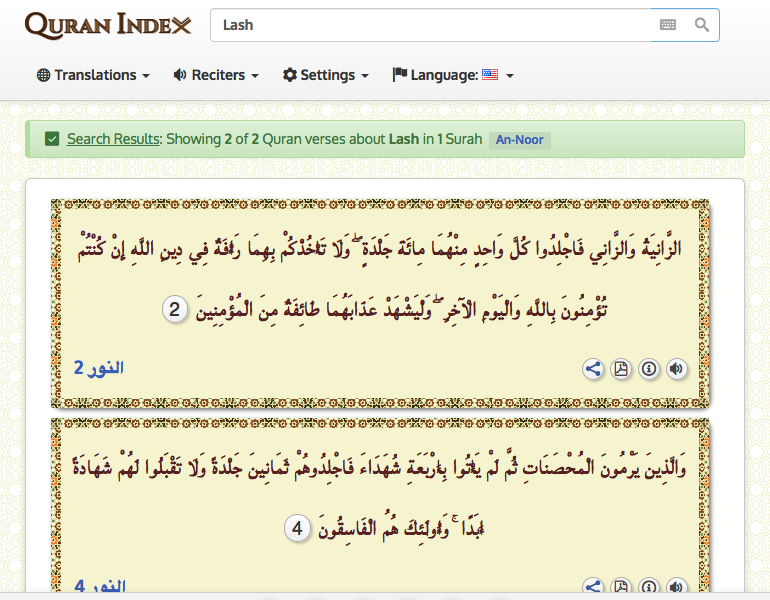 QURAN INDEX
Lash
Translations Reciters Settings Language:
Search Results: Showing 2 of 2 Quran verses about Lash in 1 Surah An-Noor
الزَّانِيَةُ وَالزَّانِي فَاجْلِدُوا كُلَّ وَاحِدٍ مِنْهُمَا مِائَةَ جَلْدَةٍ ۖ وَلَا تَأْخُذْكُمْ بِهِمَا رَأْفَةٌ فِي دِينِ اللَّهِ إِنْ كُنْتُمْ
تُؤْمِنُونَ بِاللَّهِ وَالْيَوْمِ الْآخِرِ ۖ وَلْيَشْهَدْ عَذَابَهُمَا طَائِفَةٌ مِنَ الْمُؤْمِنِينَ 2
النور 2
وَالَّذِينَ يَرْمُونَ الْمُحْصَنَاتِ ثُمَّ لَمْ يَأْتُوا بِأَرْبَعَةِ شُهَدَاءَ فَاجْلِدُوهُمْ ثَمَانِينَ جَلْدَةً وَلَا تَقْبَلُوا لَهُمْ شَهَادَةً
أَبَدًا ۚ وَأُولَٰئِكَ هُمُ الْفَاسِقُونَ 4
النور 4